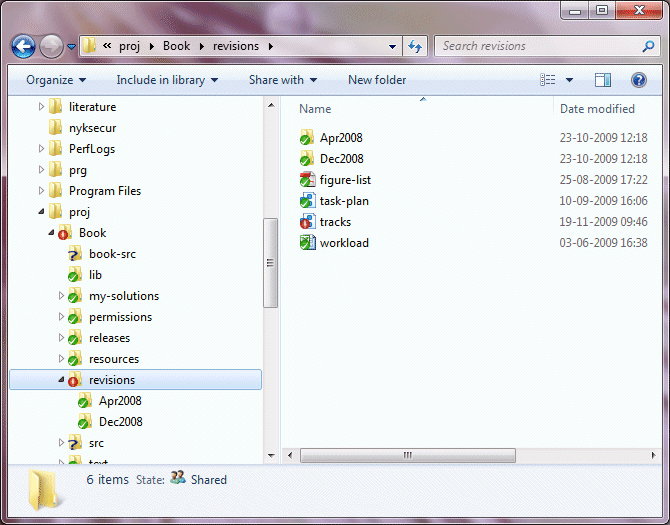 « proj Book revisions
Search revisions
Organize Include in library Share with New folder
literature
nyksecur
PerfLogs
prg
Program Files
proj
Book
book-src
lib
my-solutions
permissions
releases
resources
revisions
Apr2008
Dec2008
src
text
Name Date modified
Apr2008 23-10-2009 12:18
Dec2008 23-10-2009 12:18
figure-list 25-08-2009 17:22
task-plan 10-09-2009 16:06
tracks 19-11-2009 09:46
workload 03-06-2009 16:38
6 items State: Shared